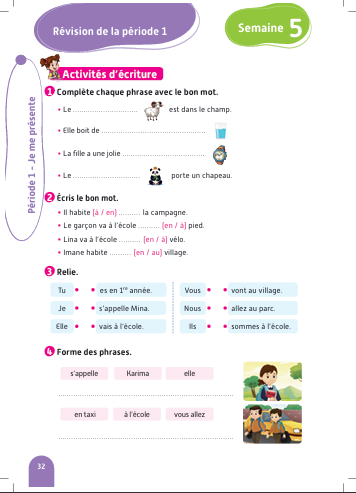 Révision de la période 1
Semaine 5
Période 1 - Je me présente
Activités d'écriture
1 Complète chaque phrase avec le bon mot.
• Le ........................... est dans le champ.
• Elle boit de ...........................................
• La fille a une jolie ...................................
• Le ........................... porte un chapeau.
2 Écris le bon mot.
• Il habite (à / en) .......... la campagne.
• Le garçon va à l'école .......... (en / à) pied.
• Lina va à l'école .......... (en / à) vélo.
• Imane habite .......... (en / au) village.
3 Relie.
Tu • • es en 1re année.
Je • • s'appelle Mina.
Elle • • vais à l'école.
Vous • • vont au village.
Nous • • allez au parc.
Ils • • sommes à l'école.
4 Forme des phrases.
s'appelle Karima elle
..........................................................................
en taxi à l'école vous allez
..........................................................................
32